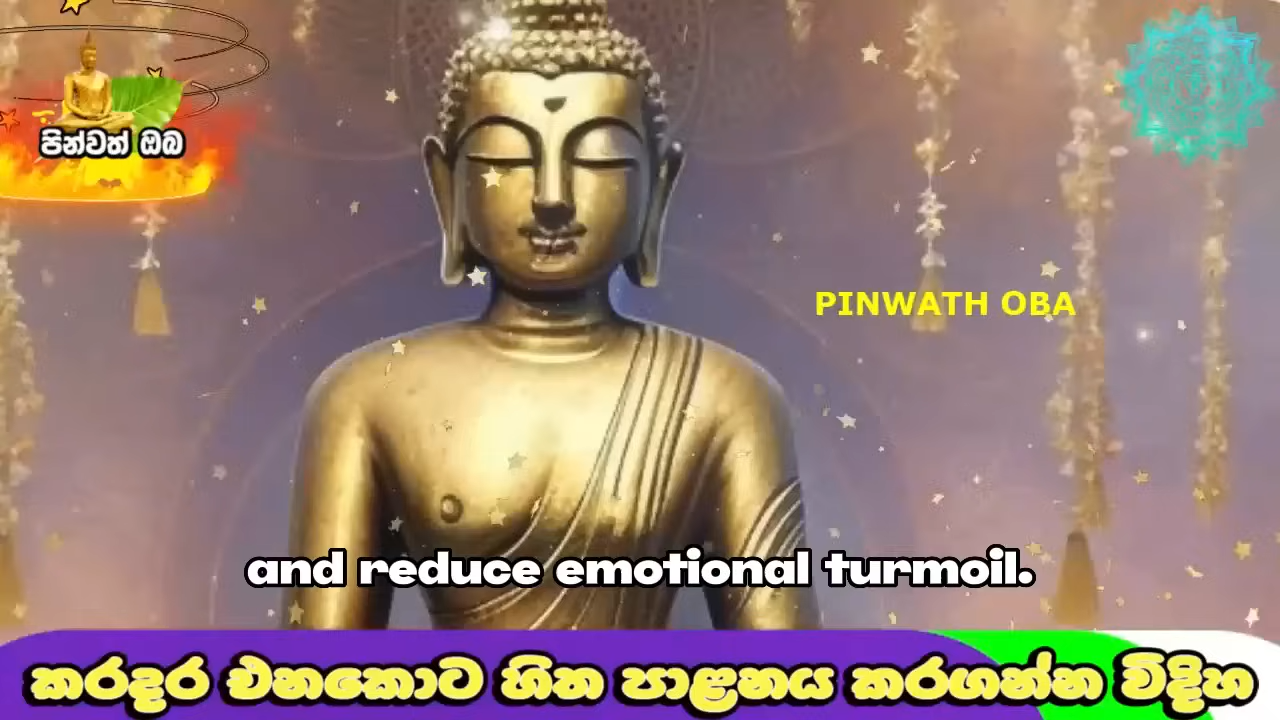 පින්වත් ඔබ
PINWATH OBA
and reduce emotional turmoil.
කරදර එනකොට හිත පාළනය කරගන්න විදිහ